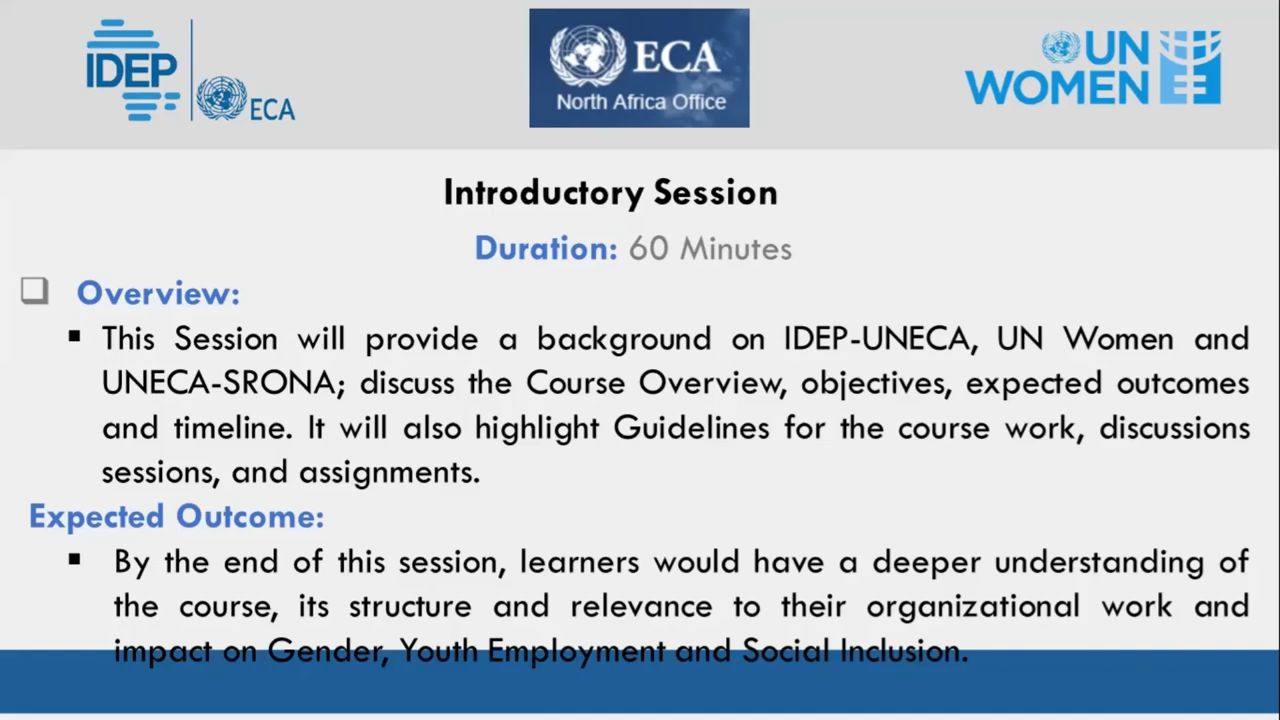 IDEP
ECA
ECA
North Africa Office
UN
WOMEN
Introductory Session
Duration: 60 Minutes
Overview:
This Session will provide a background on IDEP-UNECA, UN Women and
UNECA-SRONA; discuss the Course Overview, objectives, expected outcomes
and timeline. It will also highlight Guidelines for the course work, discussions
sessions, and assignments.
Expected Outcome:
By the end of this session, learners would have a deeper understanding of
the course, its structure and relevance to their organizational work and
impact on Gender, Youth Employment and Social Inclusion.